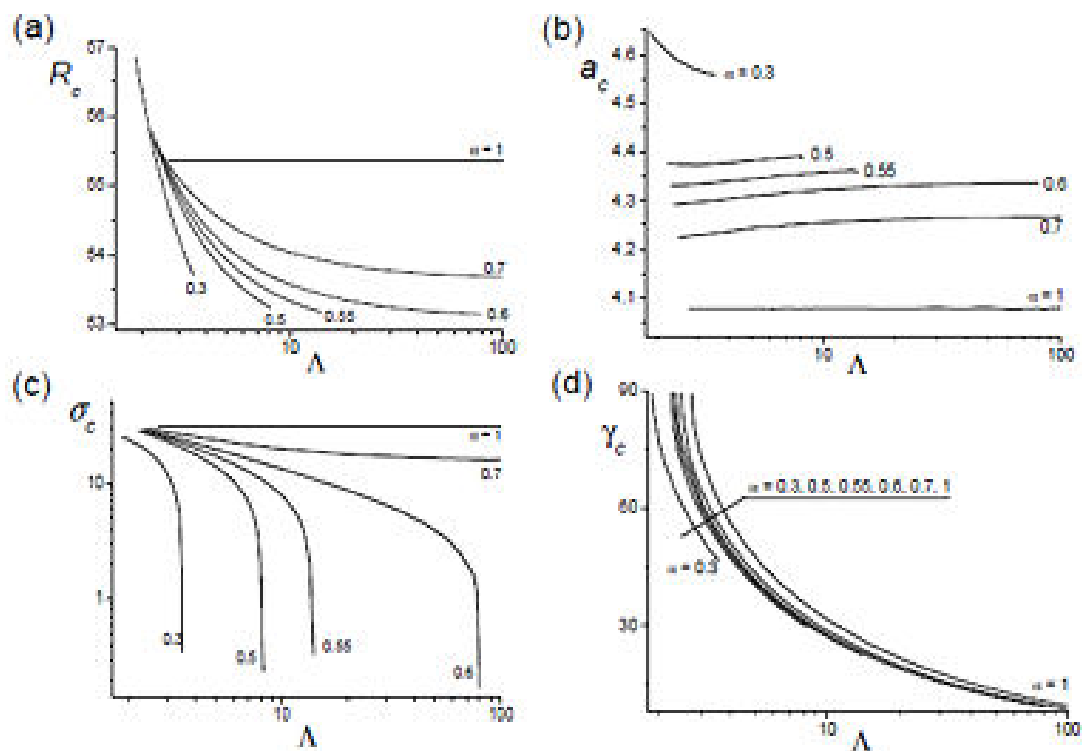 (a)
R_c
57
56
55
54
53
α = 1
0.7
0.6
0.55
0.5
0.3
10
100
Λ
(b)
a_c
4.6
4.5
4.4
4.3
4.2
4.1
α = 0.3
0.5
0.55
0.6
0.7
α = 1
10
100
Λ
(c)
σ_c
10
1
α = 1
0.7
0.3
0.5
0.55
0.6
10
100
Λ
(d)
γ_c
90
60
30
α = 0.3, 0.5, 0.55, 0.6, 0.7, 1
α = 0.3
α = 1
10
100
Λ